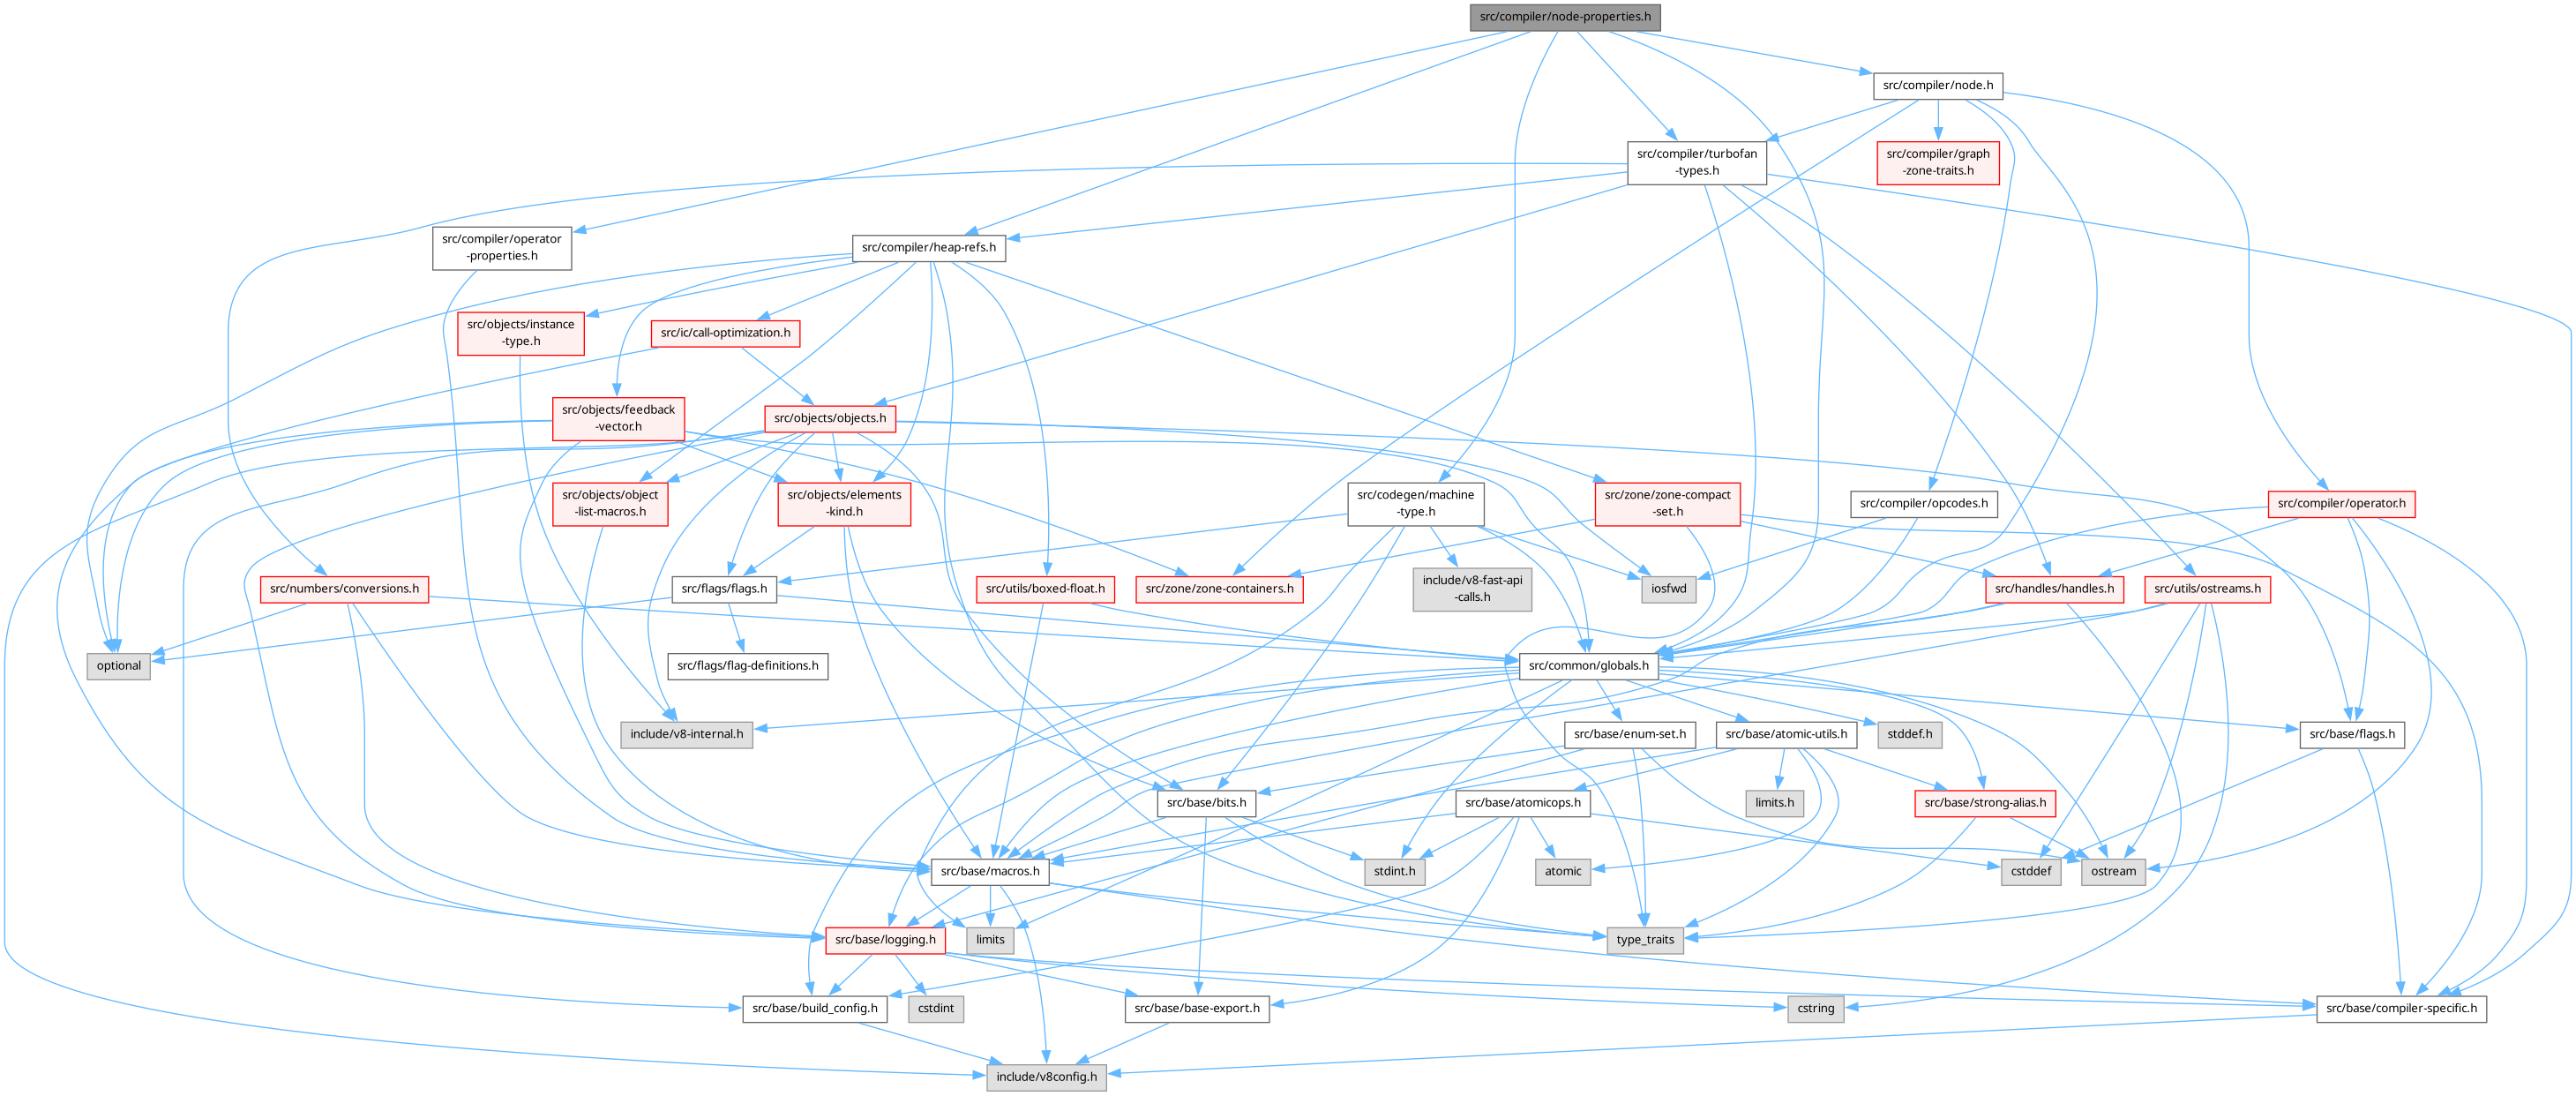 src/compiler/node-properties.h
src/compiler/node.h
src/compiler/turbofan
-types.h
src/compiler/graph
-zone-traits.h
src/compiler/operator
-properties.h
src/compiler/heap-refs.h
src/objects/instance
-type.h
src/ic/call-optimization.h
src/objects/feedback
-vector.h
src/objects/objects.h
src/objects/object
-list-macros.h
src/objects/elements
-kind.h
src/codegen/machine
-type.h
src/zone/zone-compact
-set.h
src/compiler/opcodes.h
src/compiler/operator.h
src/numbers/conversions.h
src/flags/flags.h
src/utils/boxed-float.h
src/zone/zone-containers.h
include/v8-fast-api
-calls.h
iosfwd
src/handles/handles.h
src/utils/ostreams.h
optional
src/flags/flag-definitions.h
src/common/globals.h
include/v8-internal.h
src/base/enum-set.h
src/base/atomic-utils.h
stddef.h
src/base/flags.h
src/base/bits.h
src/base/atomicops.h
limits.h
src/base/strong-alias.h
src/base/macros.h
stdint.h
atomic
cstddef
ostream
src/base/logging.h
limits
type_traits
src/base/build_config.h
cstdint
src/base/base-export.h
cstring
src/base/compiler-specific.h
include/v8config.h